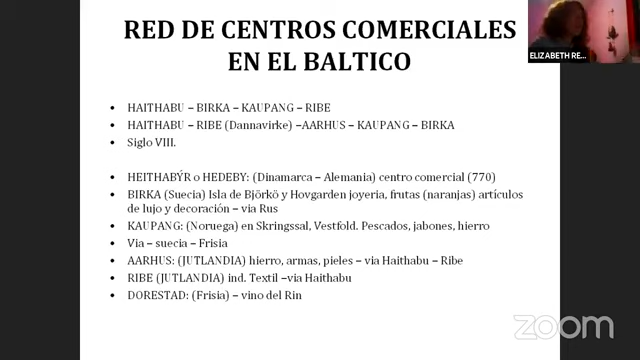 RED DE CENTROS COMERCIALES
EN EL BALTICO
ELIZABETH RE...
• HAITHABU – BIRKA – KAUPANG – RIBE
• HAITHABU – RIBE (Dannavirke) –AARHUS – KAUPANG – BIRKA
• Siglo VIII.
• HEITHABÝR o HEDEBY: (Dinamarca – Alemania) centro comercial (770)
• BIRKA (Suecia) Isla de Björkö y Hovgarden joyeria, frutas (naranjas) artículos
de lujo y decoración – via Rus
• KAUPANG: (Noruega) en Skringssal, Vestfold. Pescados, jabones, hierro
• Via – suecia – Frisia
• AARHUS: (JUTLANDIA) hierro, armas, pieles – via Haithabu – Ribe
• RIBE (JUTLANDIA) ind. Textil –via Haithabu
• DORESTAD: (Frisia) – vino del Rin
zoom